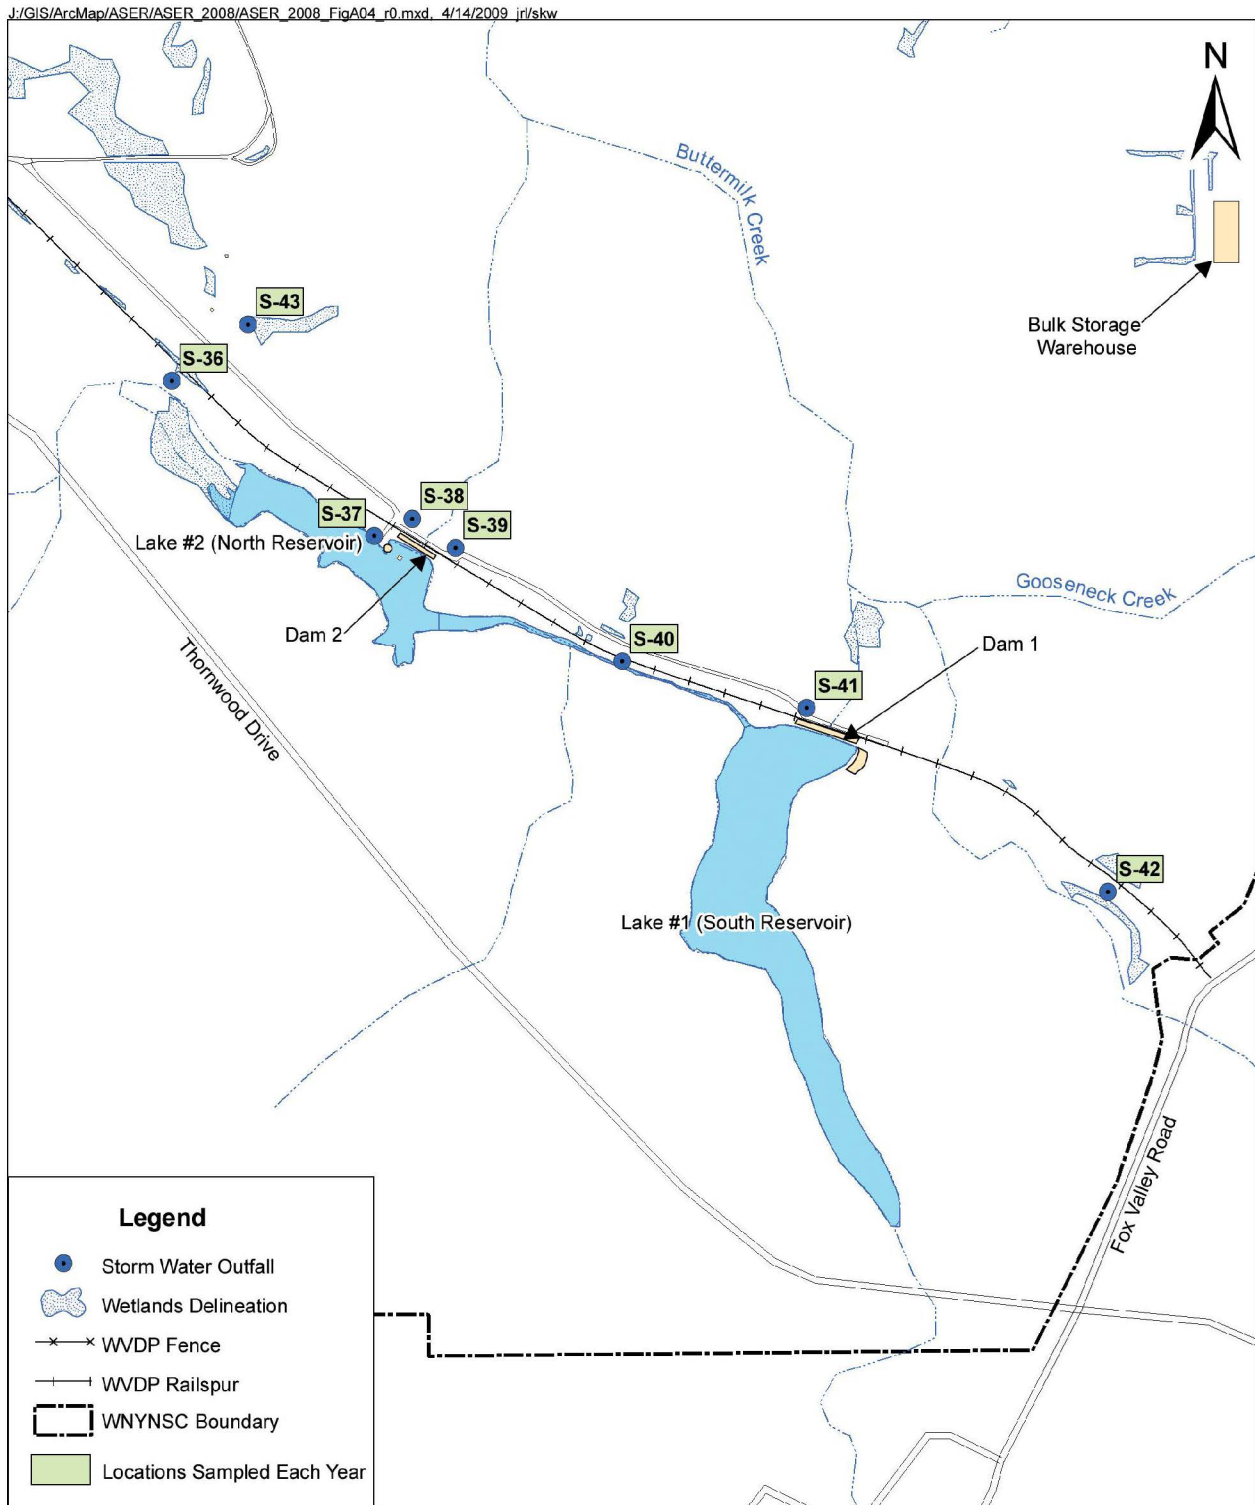 J:/GIS/ArcMap/ASER/ASER_2008/ASER_2008_FigA04_r0.mxd, 4/14/2009 jrl/skw
N
Buttermilk Creek
Bulk Storage
Warehouse
S-43
S-36
S-38
S-37
S-39
Lake #2 (North Reservoir)
Gooseneck Creek
Dam 2
S-40
Dam 1
Thornwood Drive
S-41
S-42
Lake #1 (South Reservoir)
Fox Valley Road
Legend
Storm Water Outfall
Wetlands Delineation
WVDP Fence
WVDP Railspur
WNYNSC Boundary
Locations Sampled Each Year